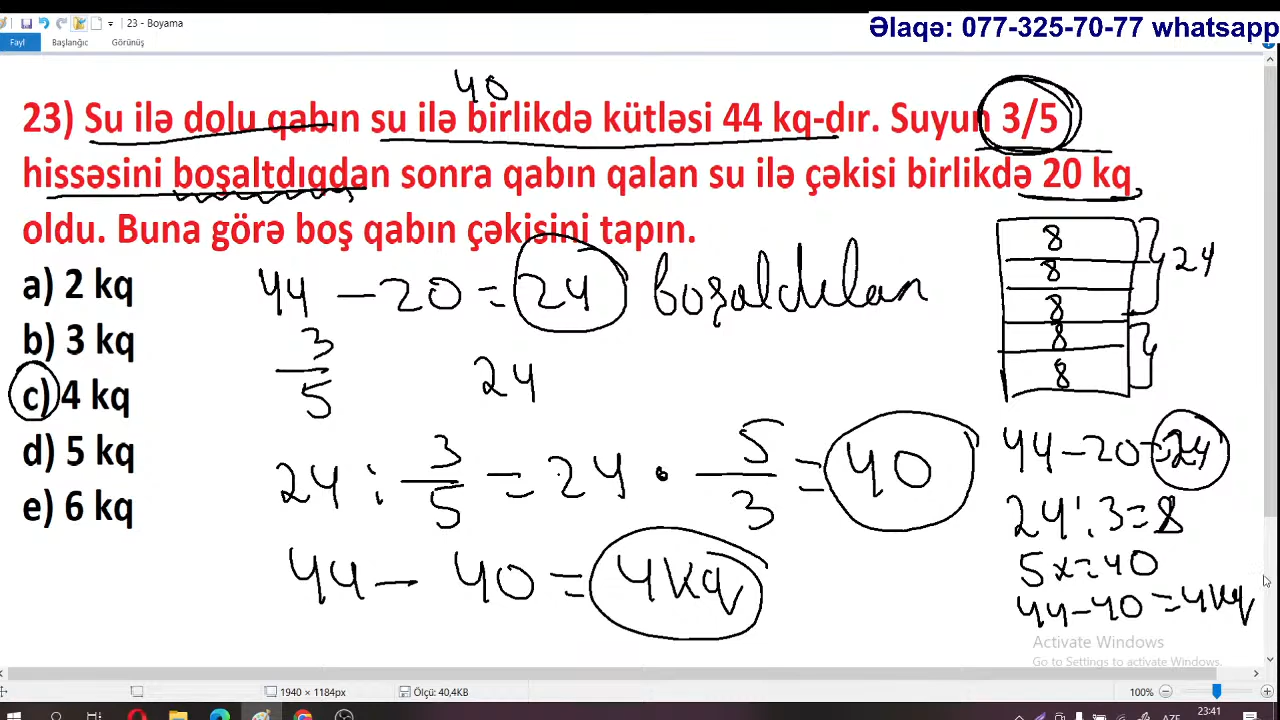 23 - Boyama
Əlaqə: 077-325-70-77 whatsapp
Fayl Başlanğıc Görünüş
40
23) Su ilə dolu qabın su ilə birlikdə kütləsi 44 kq-dır. Suyun 3/5
hissəsini boşaltdıqdan sonra qabın qalan su ilə çəkisi birlikdə 20 kq
oldu. Buna görə boş qabın çəkisini tapın.
a) 2 kq
b) 3 kq
c) 4 kq
d) 5 kq
e) 6 kq
44 - 20 = 24 boşaldılan
3/5 24
24 : 3/5 = 24 · 5/3 = 40
44 - 40 = 4kq
8
8
8
8
8
24
44-20=24
24:3=8
5x=40
44-40=4kq
Activate Windows
Go to Settings to activate Windows.
1940 × 1184px Ölçü: 40,4KB 100%
AZE 23:41